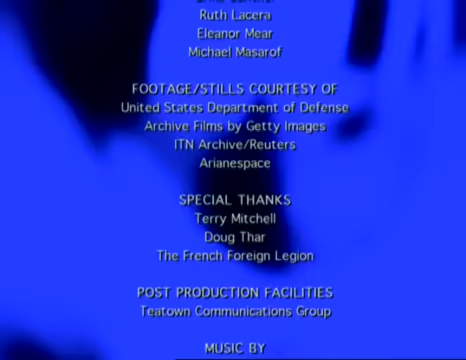 Ruth Lacera
Eleanor Mear
Michael Masarof
FOOTAGE/STILLS COURTESY OF
United States Department of Defense
Archive Films by Getty Images
ITN Archive/Reuters
Arianespace
SPECIAL THANKS
Terry Mitchell
Doug Thar
The French Foreign Legion
POST PRODUCTION FACILITIES
Teatown Communications Group
MUSIC BY